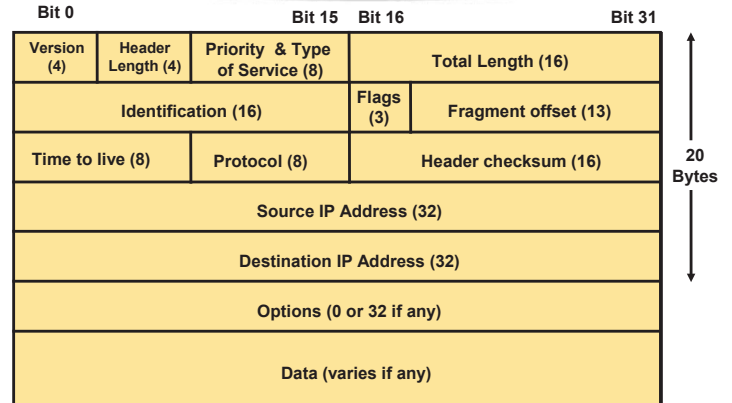 Bit 0 Bit 15 Bit 16 Bit 31
Version
(4)
Header
Length (4)
Priority & Type
of Service (8)
Total Length (16)
Identification (16)
Flags
(3)
Fragment offset (13)
Time to live (8)
Protocol (8)
Header checksum (16)
20
Bytes
Source IP Address (32)
Destination IP Address (32)
Options (0 or 32 if any)
Data (varies if any)